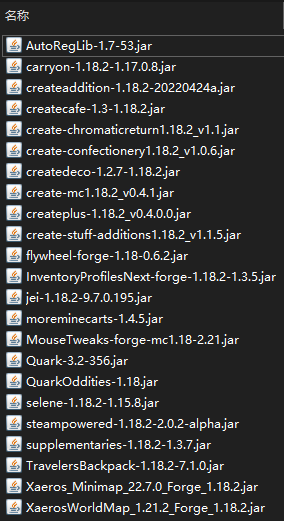 名称
AutoRegLib-1.7-53.jar
carryon-1.18.2-1.17.0.8.jar
createaddition-1.18.2-20220424a.jar
createcafe-1.3-1.18.2.jar
create-chromaticreturn1.18.2_v1.1.jar
create-confectionery1.18.2_v1.0.6.jar
createdeco-1.2.7-1.18.2.jar
create-mc1.18.2_v0.4.1.jar
createplus-1.18.2_v0.4.0.0.jar
create-stuff-additions1.18.2_v1.1.5.jar
flywheel-forge-1.18-0.6.2.jar
InventoryProfilesNext-forge-1.18.2-1.3.5.jar
jei-1.18.2-9.7.0.195.jar
moreminecarts-1.4.5.jar
MouseTweaks-forge-mc1.18-2.21.jar
Quark-3.2-356.jar
QuarkOddities-1.18.jar
selene-1.18.2-1.15.8.jar
steampowered-1.18.2-2.0.2-alpha.jar
supplementaries-1.18.2-1.3.7.jar
TravelersBackpack-1.18.2-7.1.0.jar
Xaeros_Minimap_22.7.0_Forge_1.18.2.jar
XaerosWorldMap_1.21.2_Forge_1.18.2.jar